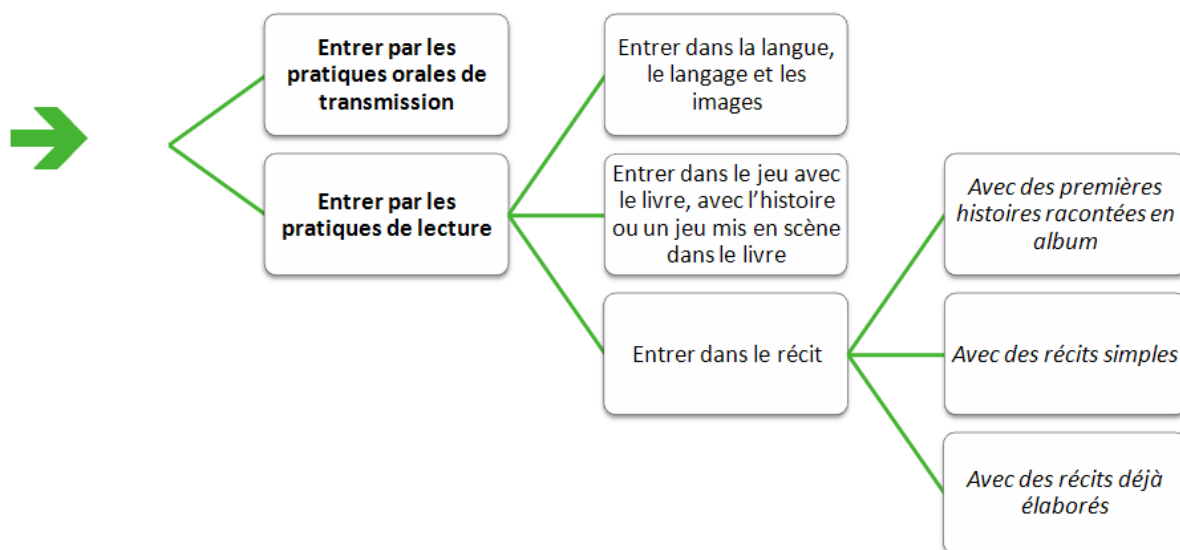 Entrer par les
pratiques orales de
transmission
Entrer par les
pratiques de lecture
Entrer dans la langue,
le langage et les
images
Entrer dans le jeu avec
le livre, avec l’histoire
ou un jeu mis en scène
dans le livre
Entrer dans le récit
Avec des premières
histoires racontées en
album
Avec des récits simples
Avec des récits déjà
élaborés